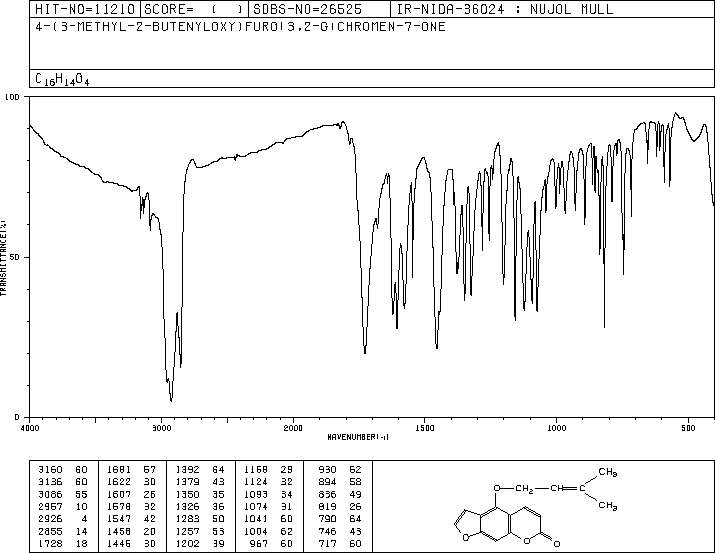 HIT-NO=11210 SCORE= ( ) SDBS-NO=26525 IR-NIDA-36024 : NUJOL MULL
4-(3-METHYL-2-BUTENYLOXY)FURO(3,2-G)CHROMEN-7-ONE
C16H14O4
100
50
0
TRANSMITTANCE(%)
4000 3000 2000 1500 1000 500
WAVENUMBER(-1)
3160 60 1681 57 1392 64 1168 29 930 62
3136 60 1622 30 1379 43 1124 32 894 58
3086 55 1607 26 1350 35 1093 34 836 49
2957 10 1578 32 1326 36 1074 31 819 26
2926 4 1547 42 1283 50 1041 60 790 64
2855 14 1458 20 1257 53 1004 62 746 43
1728 18 1446 30 1202 39 967 60 717 60
CH3
O CH2 CH
CH3
O O O